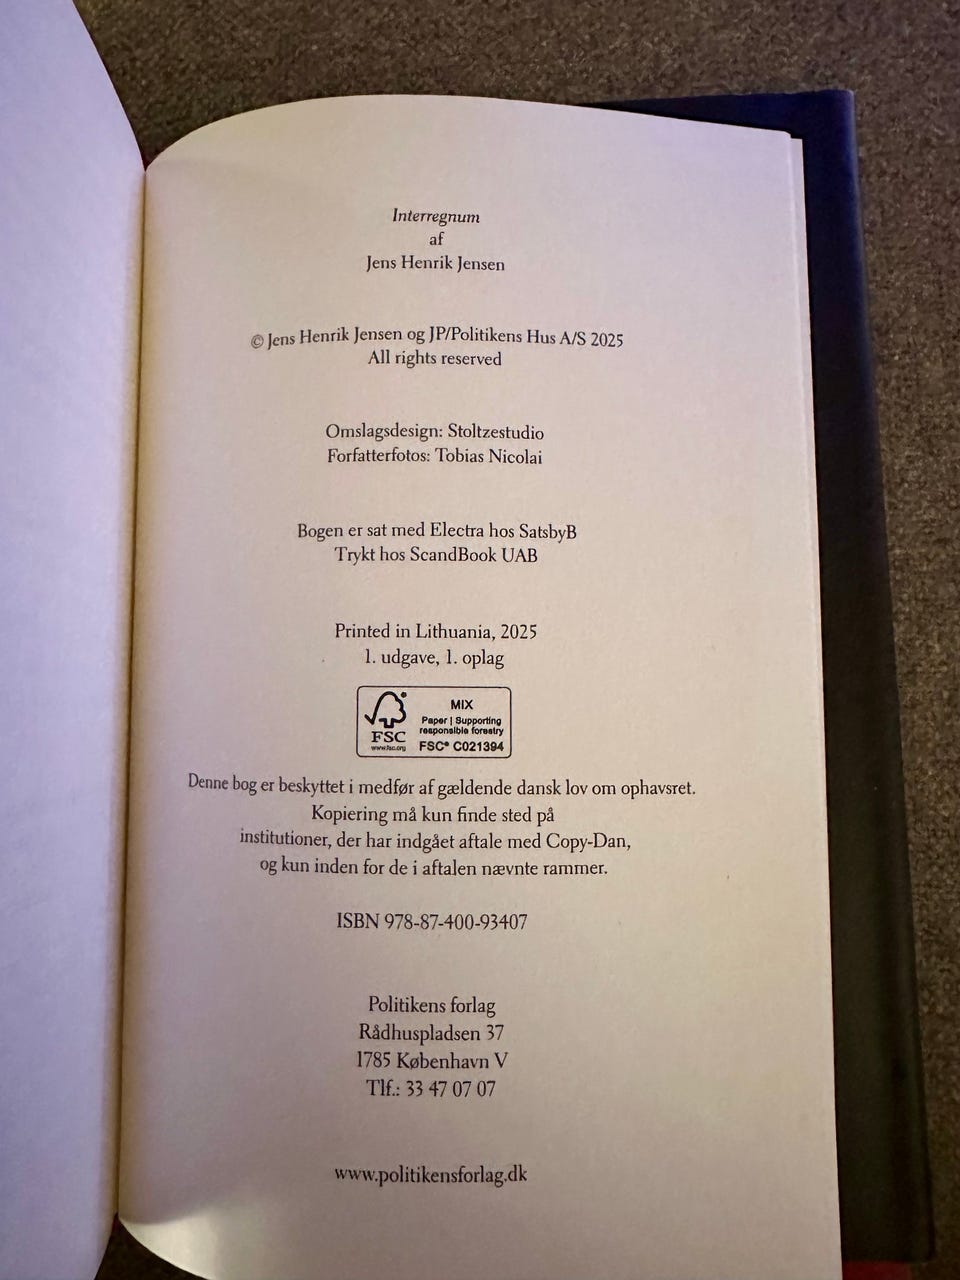 Interregnum
af
Jens Henrik Jensen
© Jens Henrik Jensen og JP/Politikens Hus A/S 2025
All rights reserved
Omslagsdesign: Stoltzestudio
Forfatterfotos: Tobias Nicolai
Bogen er sat med Electra hos SatsbyB
Trykt hos ScandBook UAB
Printed in Lithuania, 2025
1. udgave, 1. oplag
FSC
www.fsc.org
MIX
Paper | Supporting
responsible forestry
FSC® C021394
Denne bog er beskyttet i medfør af gældende dansk lov om ophavsret.
Kopiering må kun finde sted på
institutioner, der har indgået aftale med Copy-Dan,
og kun inden for de i aftalen nævnte rammer.
ISBN 978-87-400-93407
Politikens forlag
Rådhuspladsen 37
1785 København V
Tlf.: 33 47 07 07
www.politikensforlag.dk